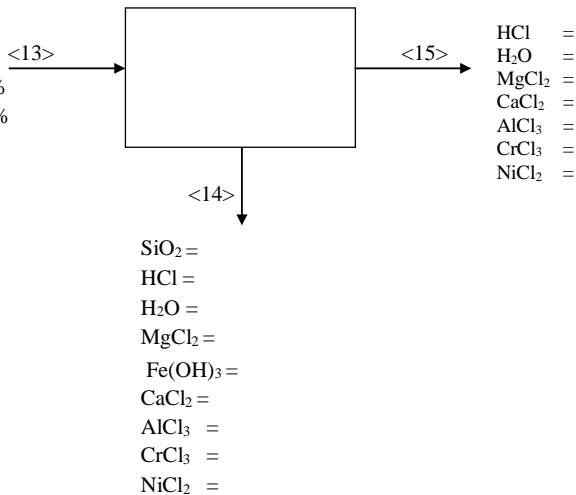 <13>
%
%
<15>
HCl =
H₂O =
MgCl₂ =
CaCl₂ =
AlCl₃ =
CrCl₃ =
NiCl₂ =
<14>
SiO₂ =
HCl =
H₂O =
MgCl₂ =
Fe(OH)₃ =
CaCl₂ =
AlCl₃ =
CrCl₃ =
NiCl₂ =